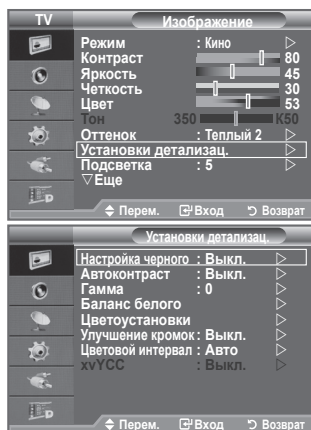 TV Изображение
Режим : Кино
Контраст 80
Яркость 45
Четкость 30
Цвет 53
Тон З50 К50
Оттенок : Теплый 2
Установки детализац.
Подсветка : 5
▽Еще
Перем. Вход Возврат
Установки детализац.
Настройка черного : Выкл.
Автоконтраст : Выкл.
Гамма : 0
Баланс белого
Цветоустановки
Улучшение кромок : Выкл.
Цветовой интервал : Авто
xvYCC : Выкл.
Перем. Вход Возврат